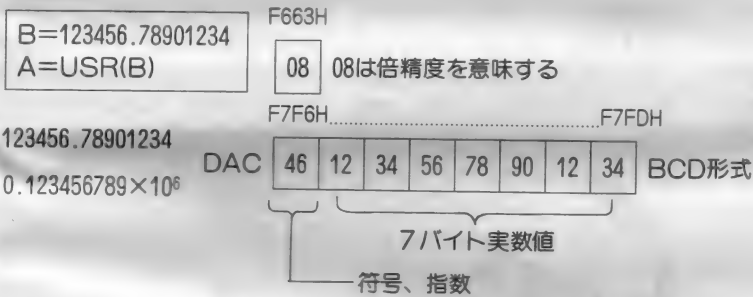 F663H
B=123456.78901234
A=USR(B)
08 08は倍精度を意味する
F7F6H..............................F7FDH
123456.78901234
0.123456789×10⁶
DAC 46 12 34 56 78 90 12 34 BCD形式
7バイト実数値
符号、指数